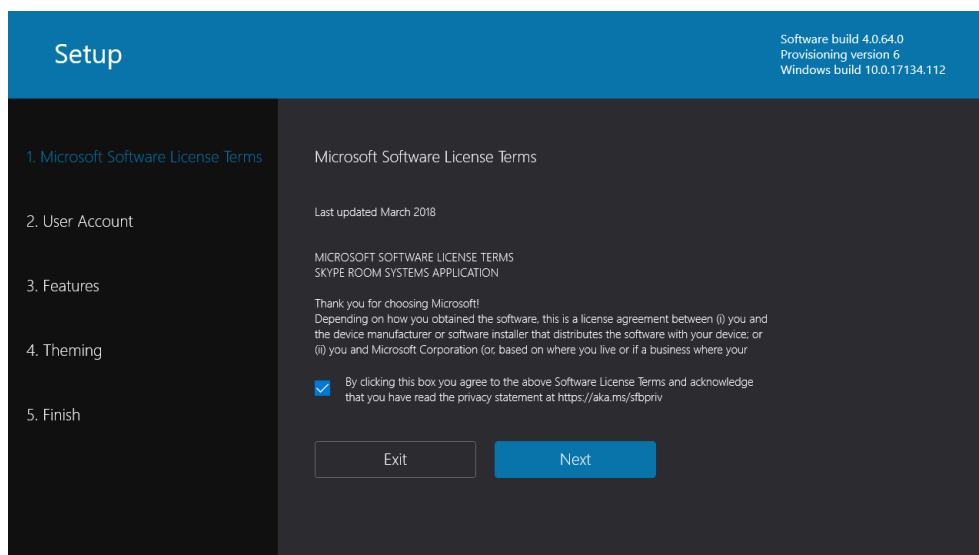 Setup
Software build 4.0.64.0
Provisioning version 6
Windows build 10.0.17134.112
1. Microsoft Software License Terms
2. User Account
3. Features
4. Theming
5. Finish
Microsoft Software License Terms
Last updated March 2018
MICROSOFT SOFTWARE LICENSE TERMS
SKYPE ROOM SYSTEMS APPLICATION
Thank you for choosing Microsoft!
Depending on how you obtained the software, this is a license agreement between (i) you and
the device manufacturer or software installer that distributes the software with your device; or
(ii) you and Microsoft Corporation (or, based on where you live or if a business where your
By clicking this box you agree to the above Software License Terms and acknowledge
that you have read the privacy statement at https://aka.ms/sfbpriv
Exit
Next